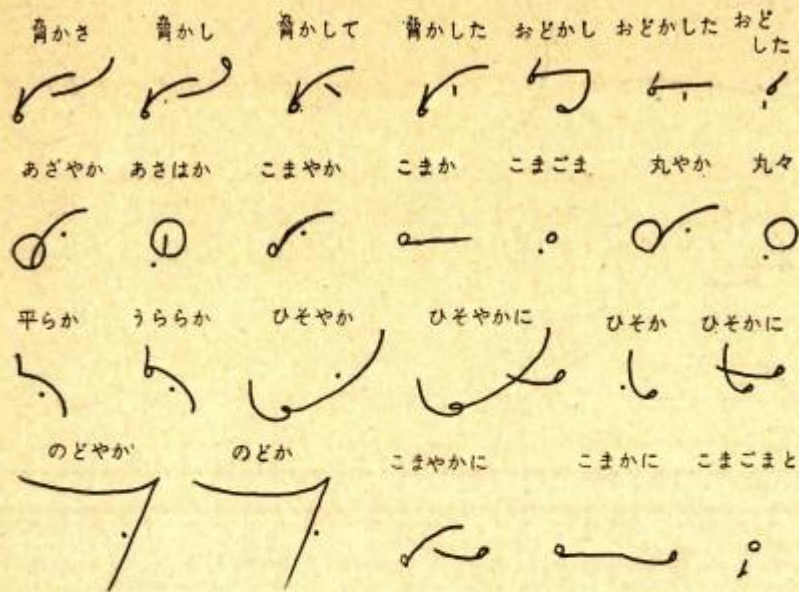 脅かさ 脅かし 脅かして 脅かした おどかし おどかした おど
した
あざやか あさはか こまやか こまか こまごま 丸やか 丸々
平らか うららか ひそやか ひそやかに ひそか ひそかに
のどやか のどか こまやかに こまかに こまごまと